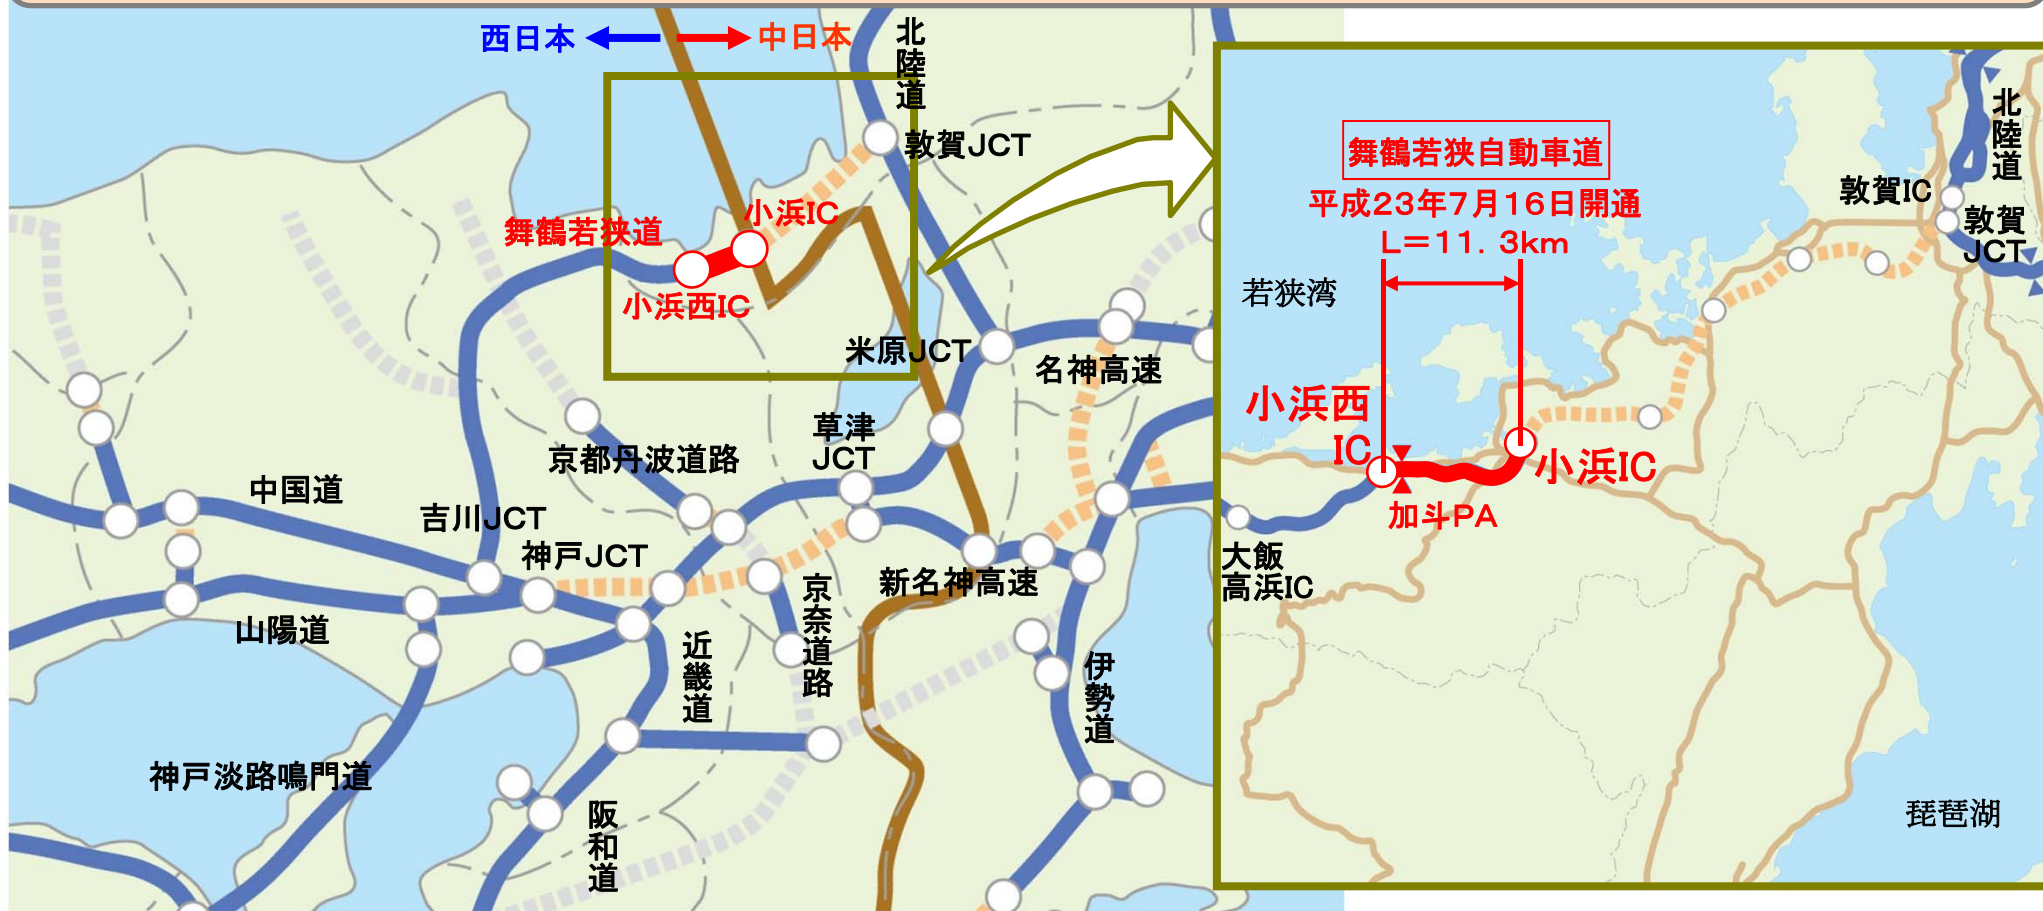 西日本
中日本
北陸道
敦賀JCT
小浜IC
舞鶴若狭道
小浜西IC
米原JCT
名神高速
草津
JCT
京都丹波道路
中国道
吉川JCT
神戸JCT
新名神高速
京奈道路
山陽道
近畿道
伊勢道
神戸淡路鳴門道
阪和道
舞鶴若狭自動車道
平成23年7月16日開通
L=11.3km
北陸道
敦賀IC
敦賀
JCT
若狭湾
小浜西
IC
小浜IC
加斗PA
大飯
高浜IC
琵琶湖